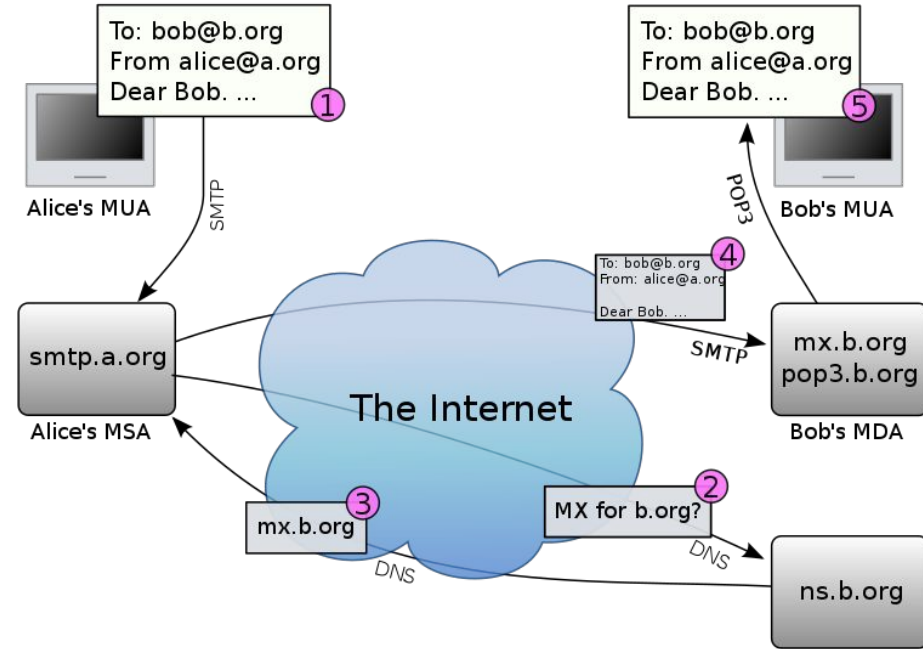 To: bob@b.org
From alice@a.org
Dear Bob. ...
1
Alice's MUA
SMTP
To: bob@b.org
From alice@a.org
Dear Bob. ...
5
Bob's MUA
POP3
To: bob@b.org
From: alice@a.org
Dear Bob. ...
4
SMTP
smtp.a.org
Alice's MSA
The Internet
mx.b.org
pop3.b.org
Bob's MDA
mx.b.org
3
DNS
MX for b.org?
2
DNS
ns.b.org